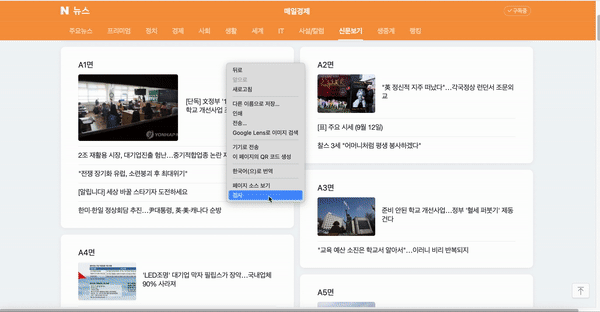 N 뉴스
매일경제
구독중
주요뉴스 프리미엄 정치 경제 사회 생활 세계 IT 사설/칼럼 신문보기 생중계 랭킹
A1면
[단독] 文정부 '
학교 개선사업 조
2조 재활용 시장, 대기업진출 험난…중기적합업종 논란 지
"전쟁 장기화 유럽, 소련붕괴 후 최대위기"
[알립니다] 세상 바꿀 스타기자 도전하세요
한미·한일 정상회담 추진…尹대통령, 英·美·캐나다 순방
뒤로
앞으로
새로고침
다른 이름으로 저장...
인쇄
전송...
Google Lens로 이미지 검색
기기로 전송
이 페이지의 QR 코드 생성
한국어(으)로 번역
페이지 소스 보기
검사
A2면
"英 정신적 지주 떠났다"…각국정상 런던서 조문외
교
[표] 주요 시세 (9월 12일)
찰스 3세 "어머니처럼 평생 봉사하겠다"
A3면
준비 안된 학교 개선사업…정부 '혈세 퍼붓기' 제동
건다
"교육 예산 소진은 학교서 알아서"…이러니 비리 반복되지
A4면
'LED조명' 대기업 막자 필립스가 장악…국내업체
90% 사라져
A5면